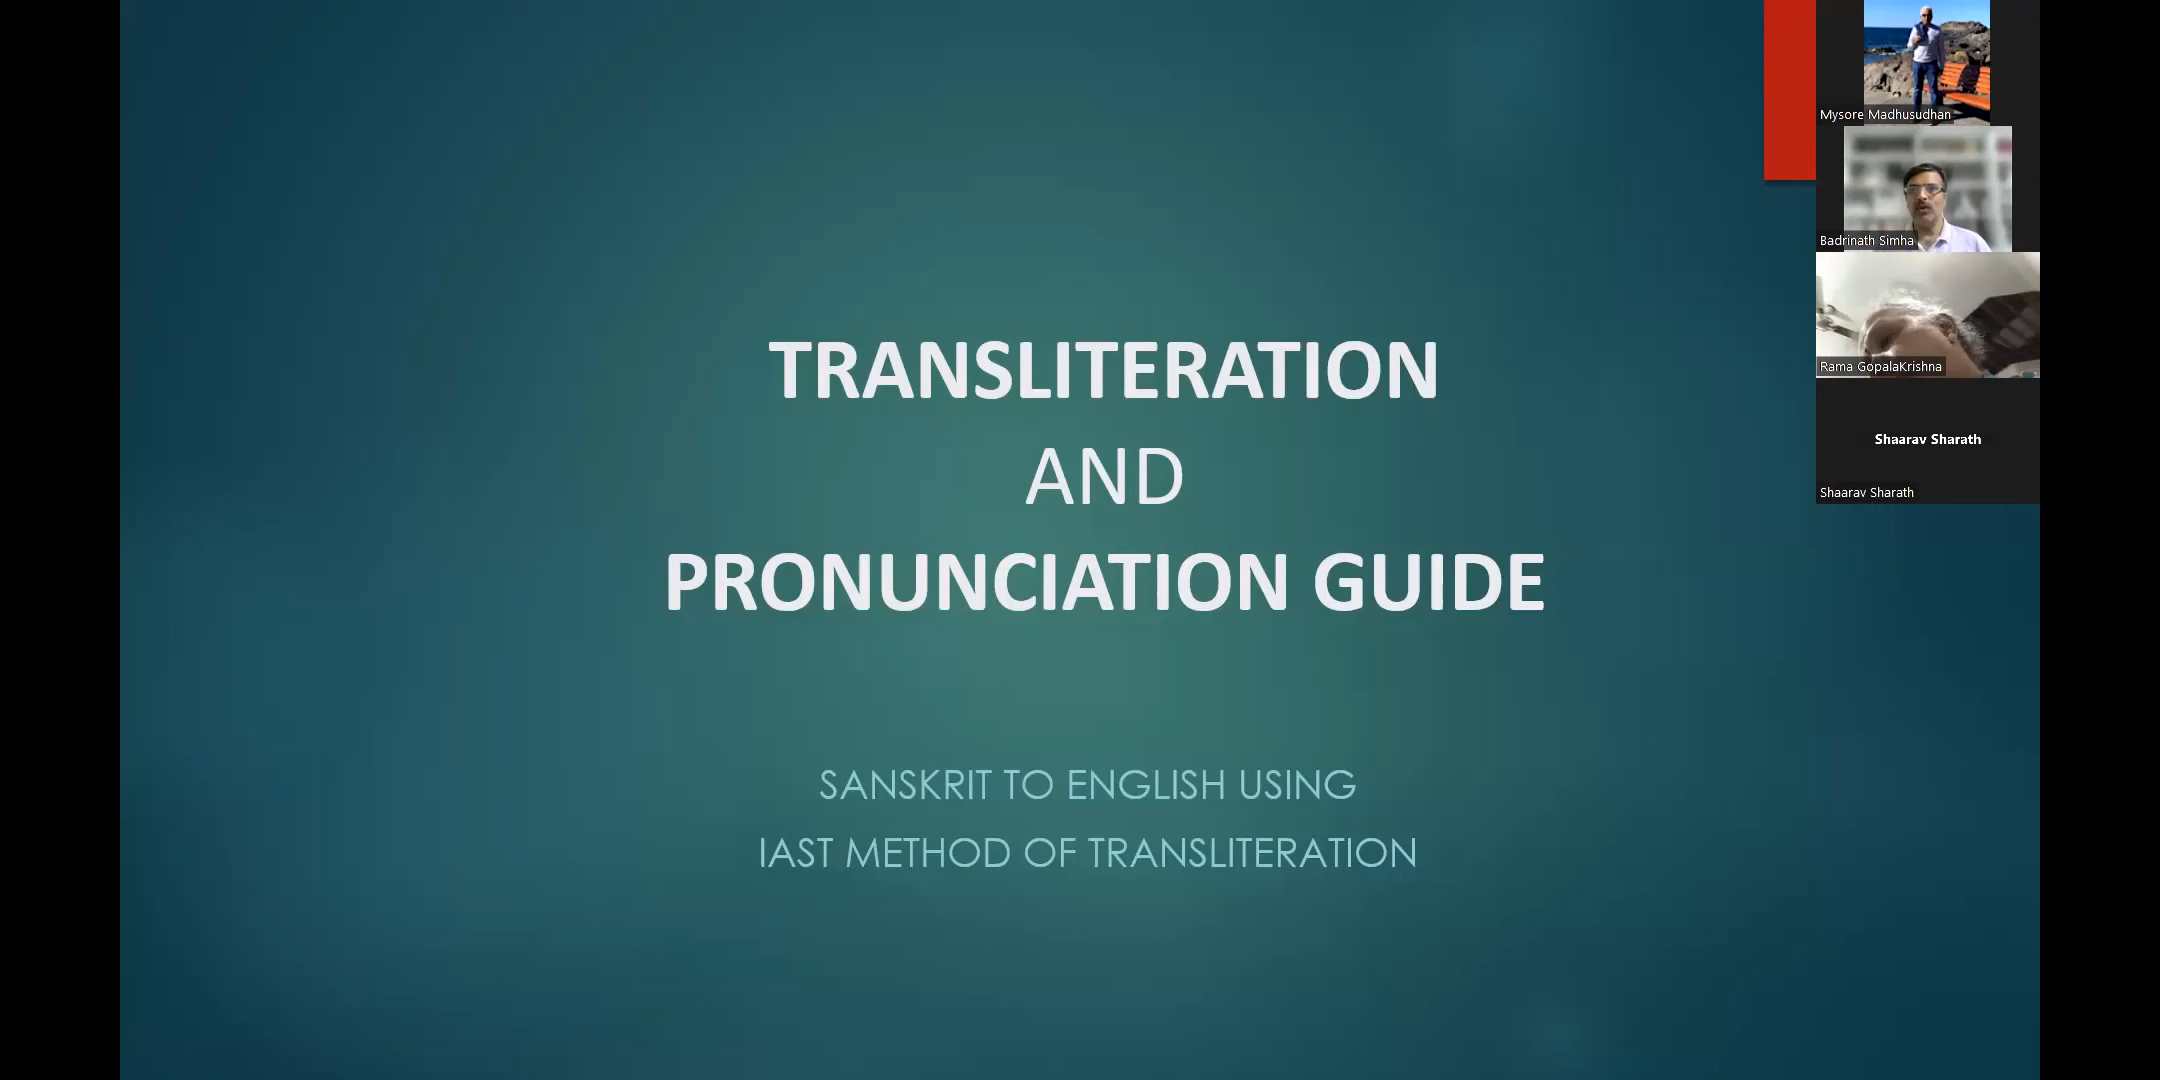 TRANSLITERATION
AND
PRONUNCIATION GUIDE
SANSKRIT TO ENGLISH USING
IAST METHOD OF TRANSLITERATION
Mysore Madhusudhan
Badrinath Simha
Rama GopalaKrishna
Shaarav Sharath
Shaarav Sharath